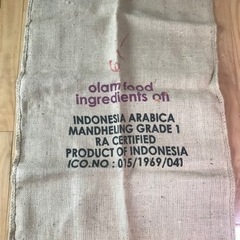 olam food
ingredients ofi
INDONESIA ARABICA
MANDHELING GRADE 1
RA CERTIFIED
PRODUCT OF INDONESIA
ICO.NO : 015/1969/041